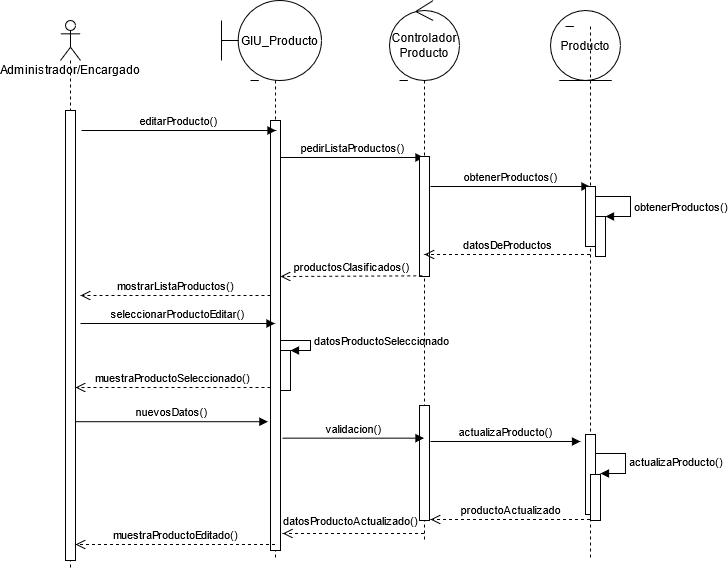 GIU_Producto
Controlador
Producto
Producto
Administrador/Encargado
editarProducto()
pedirListaProductos()
obtenerProductos()
obtenerProductos()
datosDeProductos
productosClasificados()
mostrarListaProductos()
seleccionarProductoEditar()
datosProductoSeleccionado
muestraProductoSeleccionado()
nuevosDatos()
validacion()
actualizaProducto()
actualizaProducto()
productoActualizado
datosProductoActualizado()
muestraProductoEditado()